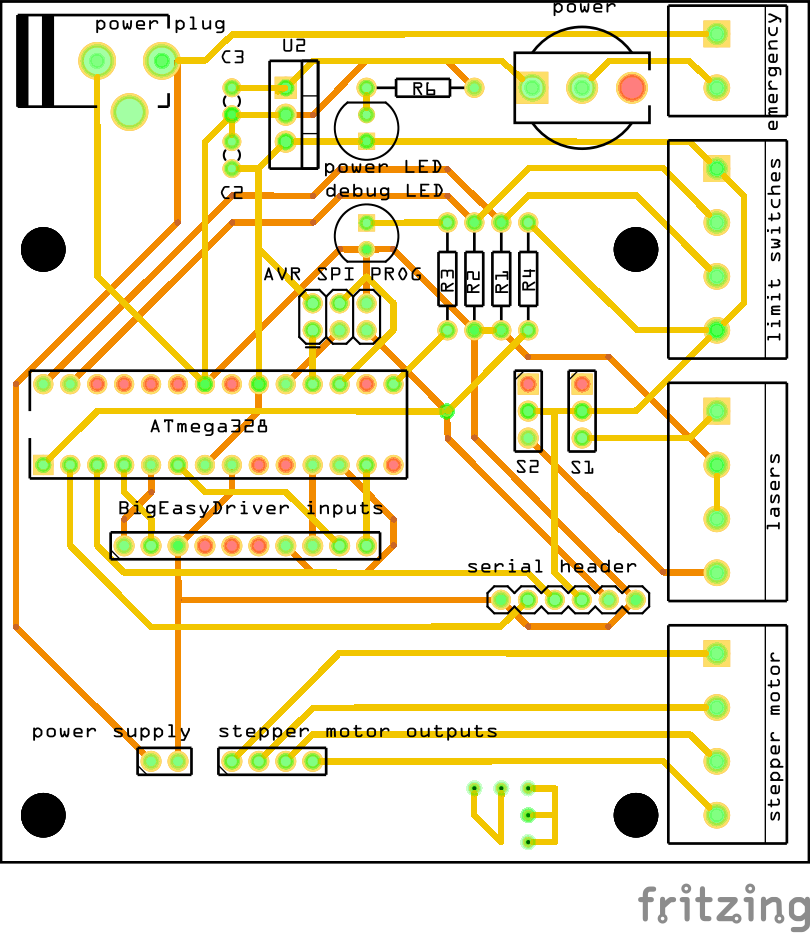 power
power plug
U2
C3
R6
emergency
power LED
debug LED
C2
limit switches
AVR SPI PROG
R3
R2
R1
R4
ATmega328
S2
S1
lasers
BigEasyDriver inputs
serial header
power supply
stepper motor outputs
stepper motor
fritzing